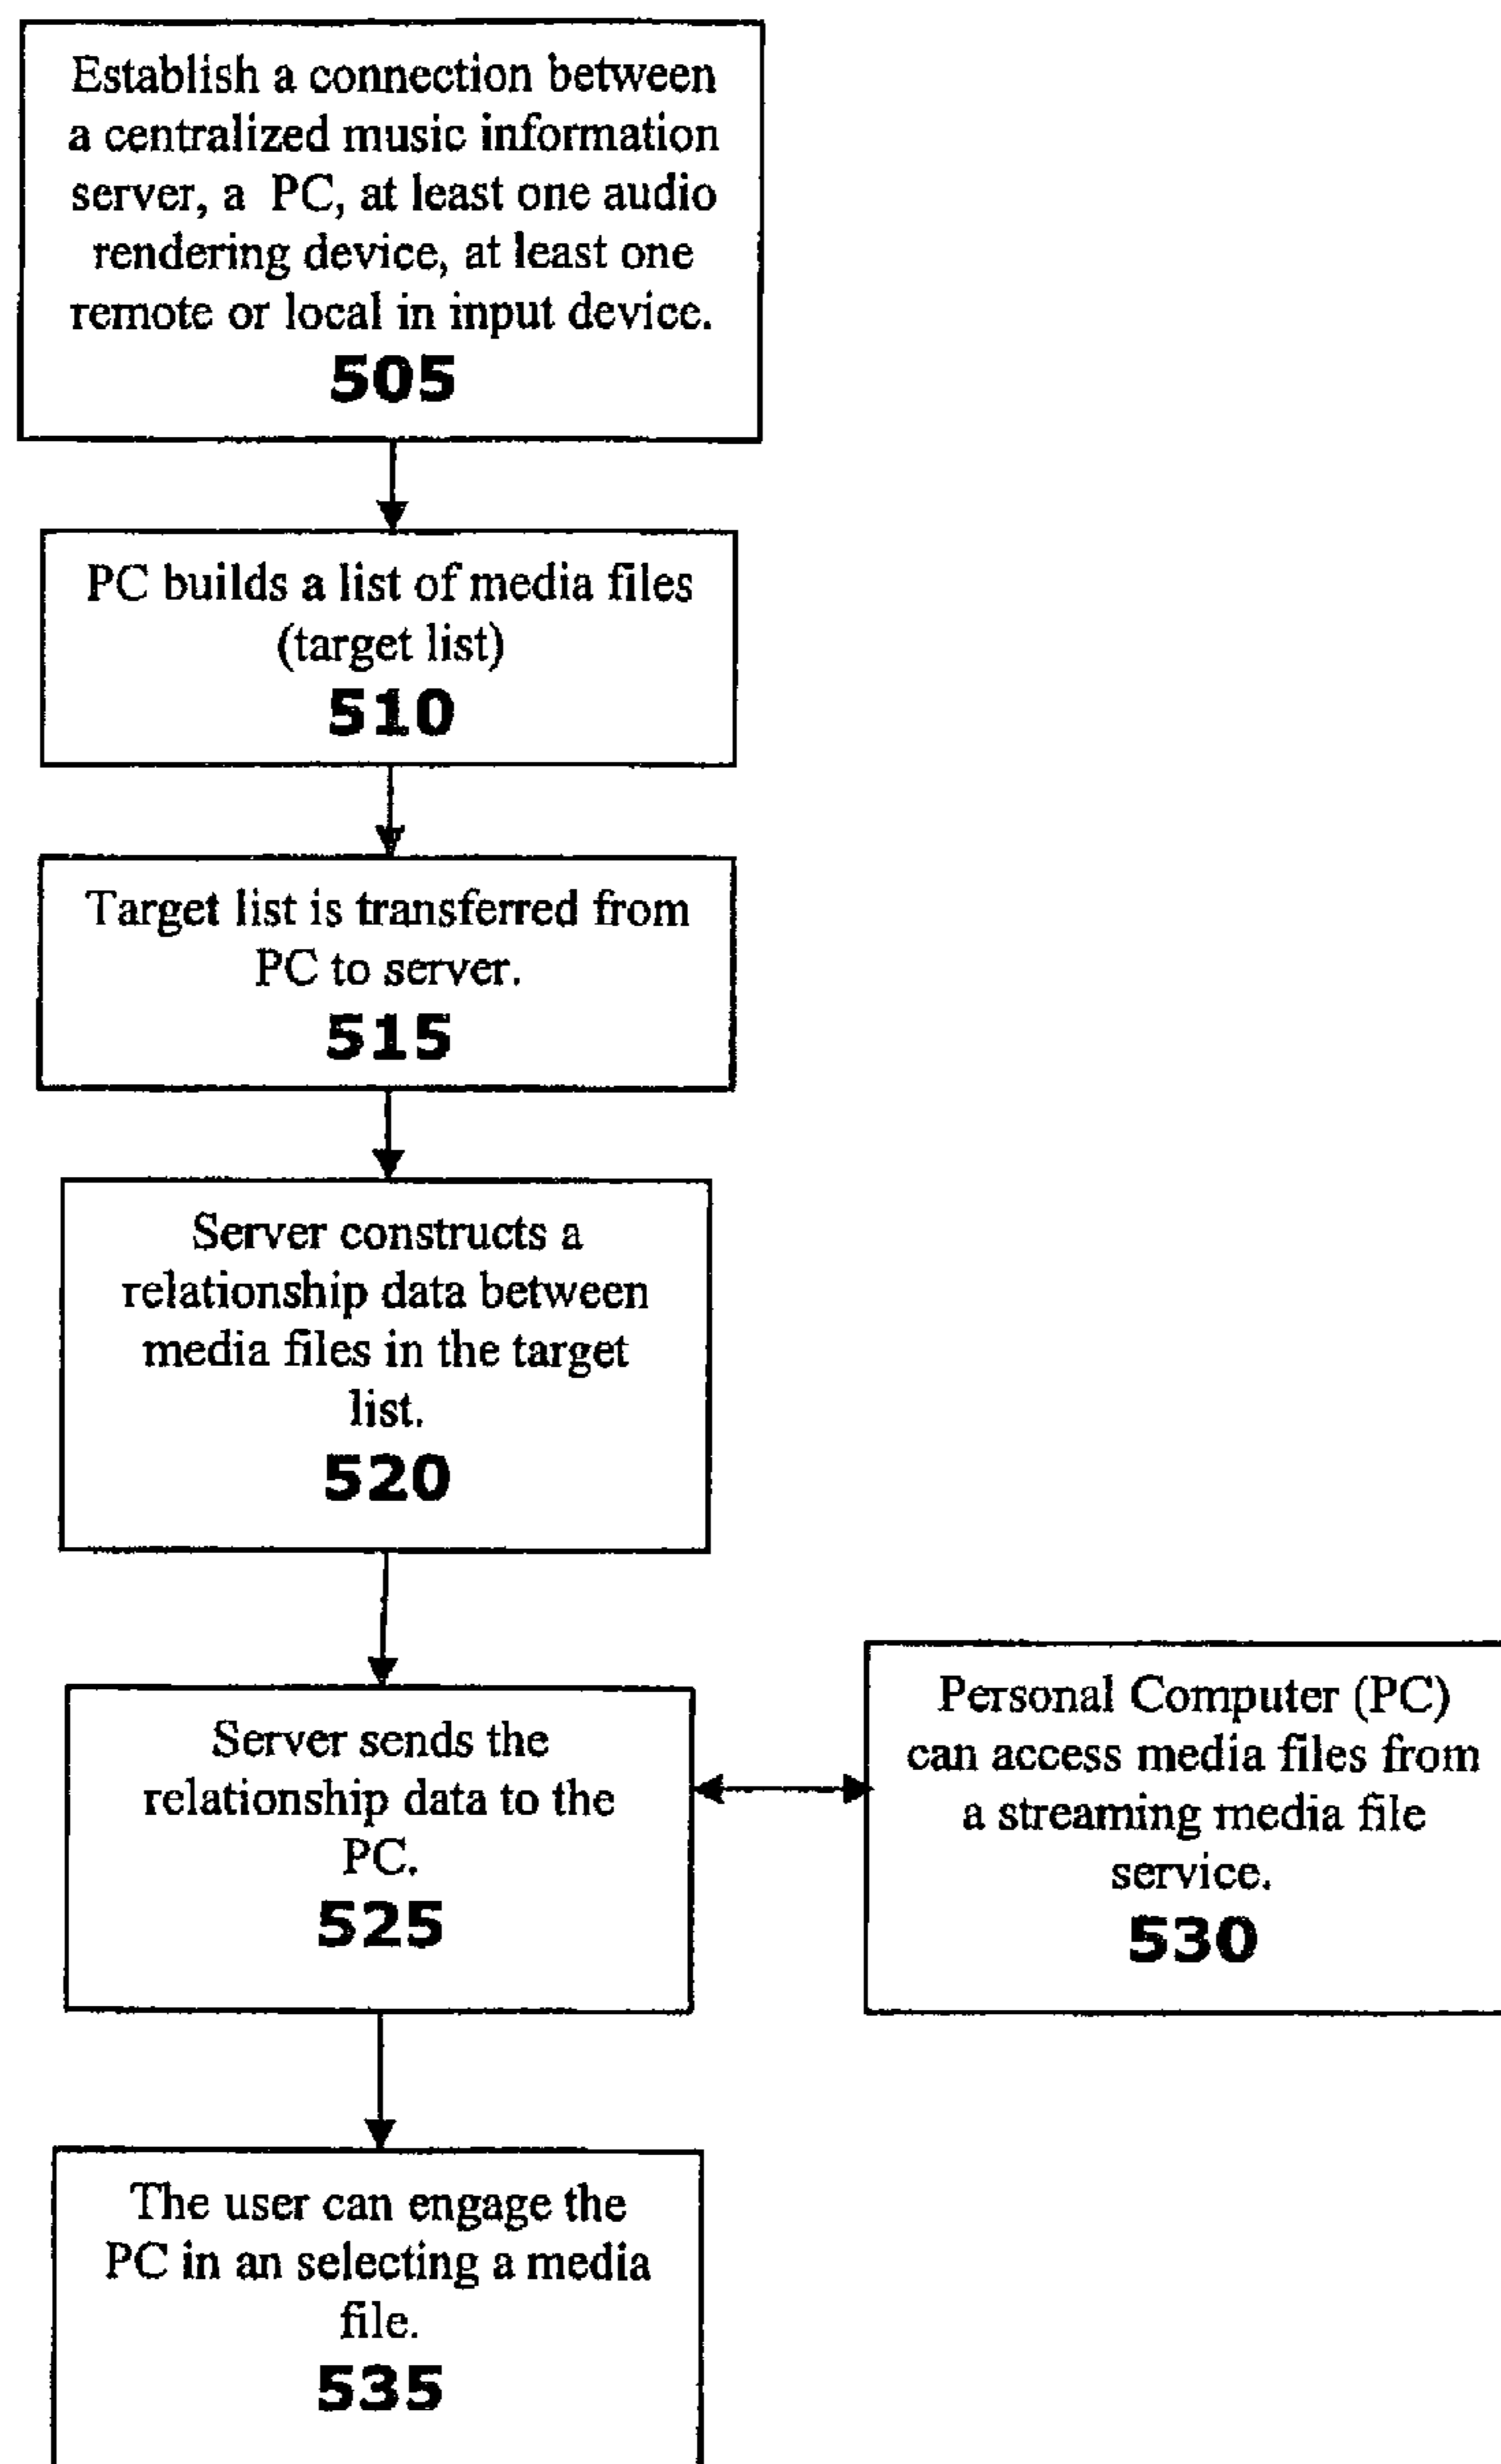 Establish a connection between
a centralized music information
server, a PC, at least one audio
rendering device, at least one
remote or local in input device.
505
PC builds a list of media files
(target list)
510
Target list is transferred from
PC to server.
515
Server constructs a
relationship data between
media files in the target
list.
520
Server sends the
relationship data to the
PC.
525
Personal Computer (PC)
can access media files from
a streaming media file
service.
530
The user can engage the
PC in an selecting a media
file.
535